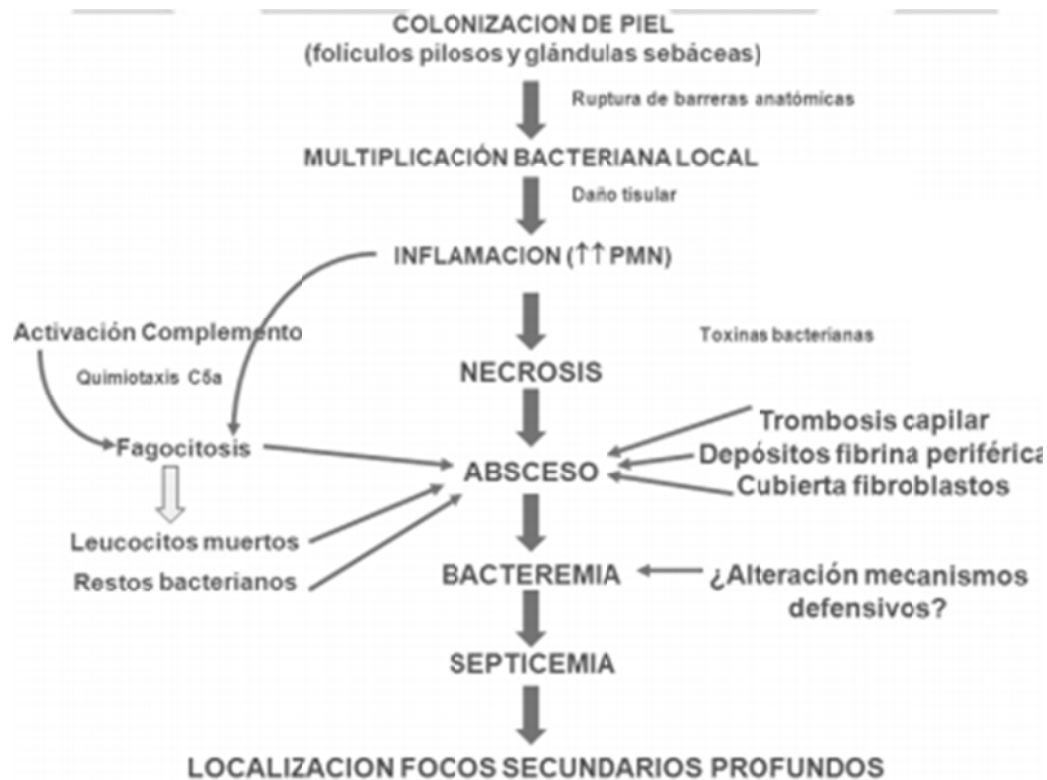 COLONIZACION DE PIEL
(folículos pilosos y glándulas sebáceas)
Ruptura de barreras anatómicas
MULTIPLICACIÓN BACTERIANA LOCAL
Daño tisular
INFLAMACION (↑↑ PMN)
Activación Complemento
Toxinas bacterianas
Quimiotaxis C5a
NECROSIS
Trombosis capilar
Fagocitosis
Depósitos fibrina periférica
ABSCESO
Cubierta fibroblastos
Leucocitos muertos
Restos bacterianos
BACTEREMIA
¿Alteración mecanismos
defensivos?
SEPTICEMIA
LOCALIZACION FOCOS SECUNDARIOS PROFUNDOS